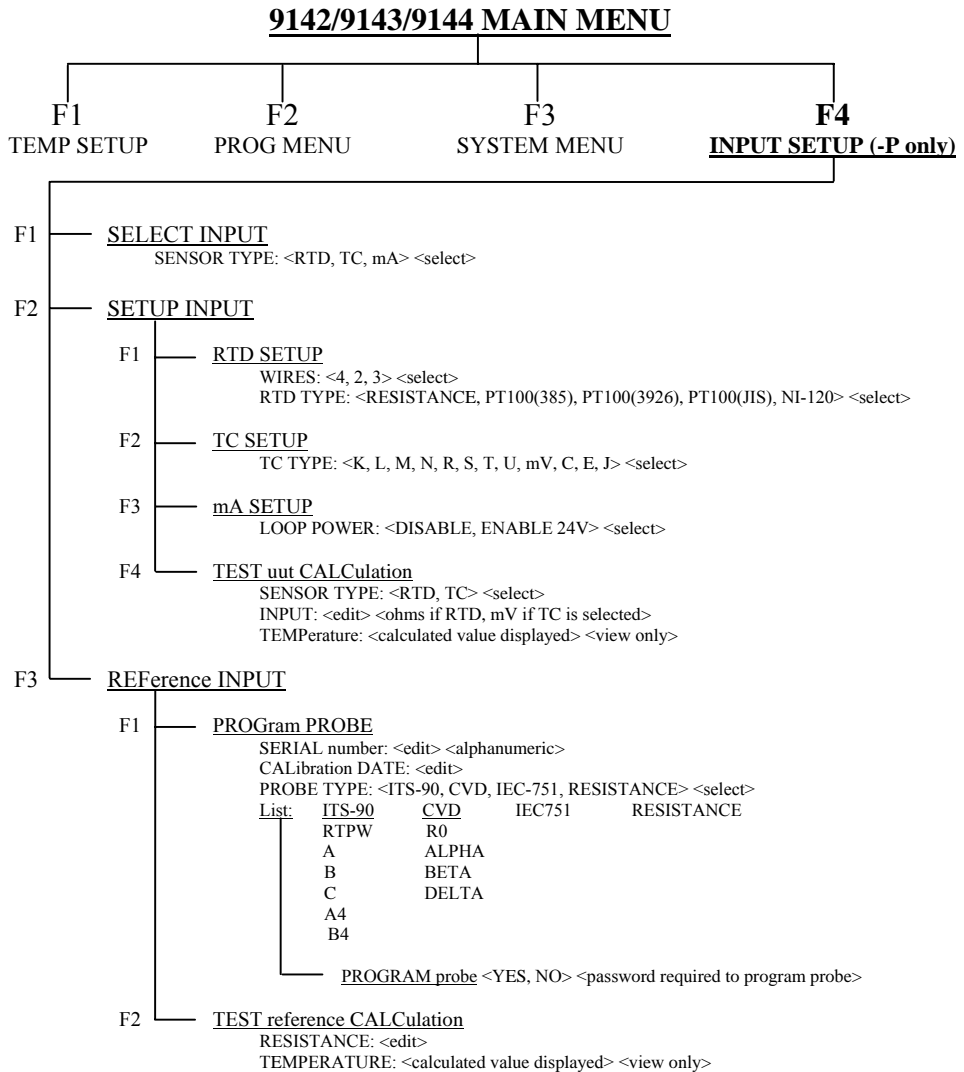 9142/9143/9144 MAIN MENU
F1 F2 F3 F4
TEMP SETUP PROG MENU SYSTEM MENU INPUT SETUP (-P only)
F1 SELECT INPUT
SENSOR TYPE: <RTD, TC, mA> <select>
F2 SETUP INPUT
F1 RTD SETUP
WIRES: <4, 2, 3> <select>
RTD TYPE: <RESISTANCE, PT100(385), PT100(3926), PT100(JIS), NI-120> <select>
F2 TC SETUP
TC TYPE: <K, L, M, N, R, S, T, U, mV, C, E, J> <select>
F3 mA SETUP
LOOP POWER: <DISABLE, ENABLE 24V> <select>
F4 TEST uut CALCulation
SENSOR TYPE: <RTD, TC> <select>
INPUT: <edit> <ohms if RTD, mV if TC is selected>
TEMPerature: <calculated value displayed> <view only>
F3 REFerence INPUT
F1 PROGram PROBE
SERIAL number: <edit> <alphanumeric>
CALibration DATE: <edit>
PROBE TYPE: <ITS-90, CVD, IEC-751, RESISTANCE> <select>
List: ITS-90 CVD IEC751 RESISTANCE
RTPW R0
A ALPHA
B BETA
C DELTA
A4
B4
PROGRAM probe <YES, NO> <password required to program probe>
F2 TEST reference CALCulation
RESISTANCE: <edit>
TEMPERATURE: <calculated value displayed> <view only>